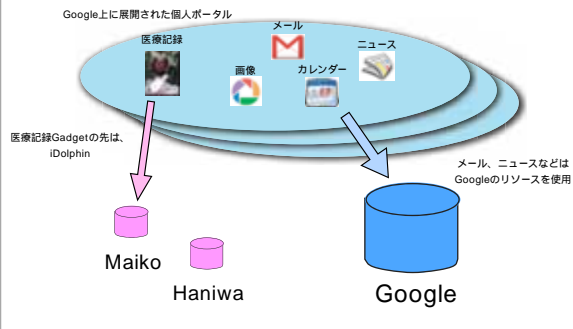 Google上に展開された個人ポータル
メール
医療記録
ニュース
画像
カレンダー
医療記録Gadgetの先は、
iDolphin
メール、ニュースなどは
Googleのリソースを使用
Maiko
Haniwa
Google